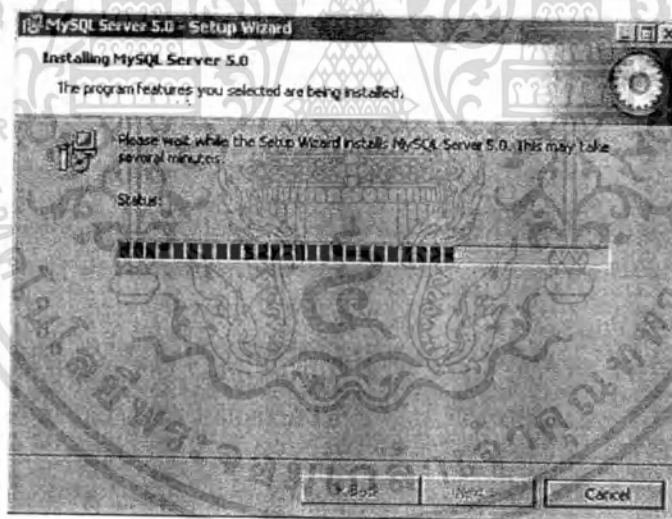 MySQL Server 5.0 - Setup Wizard
Installing MySQL Server 5.0
The program features you selected are being installed.
Please wait while the Setup Wizard installs MySQL Server 5.0. This may take
several minutes.
Status:
< Back
Next >
Cancel